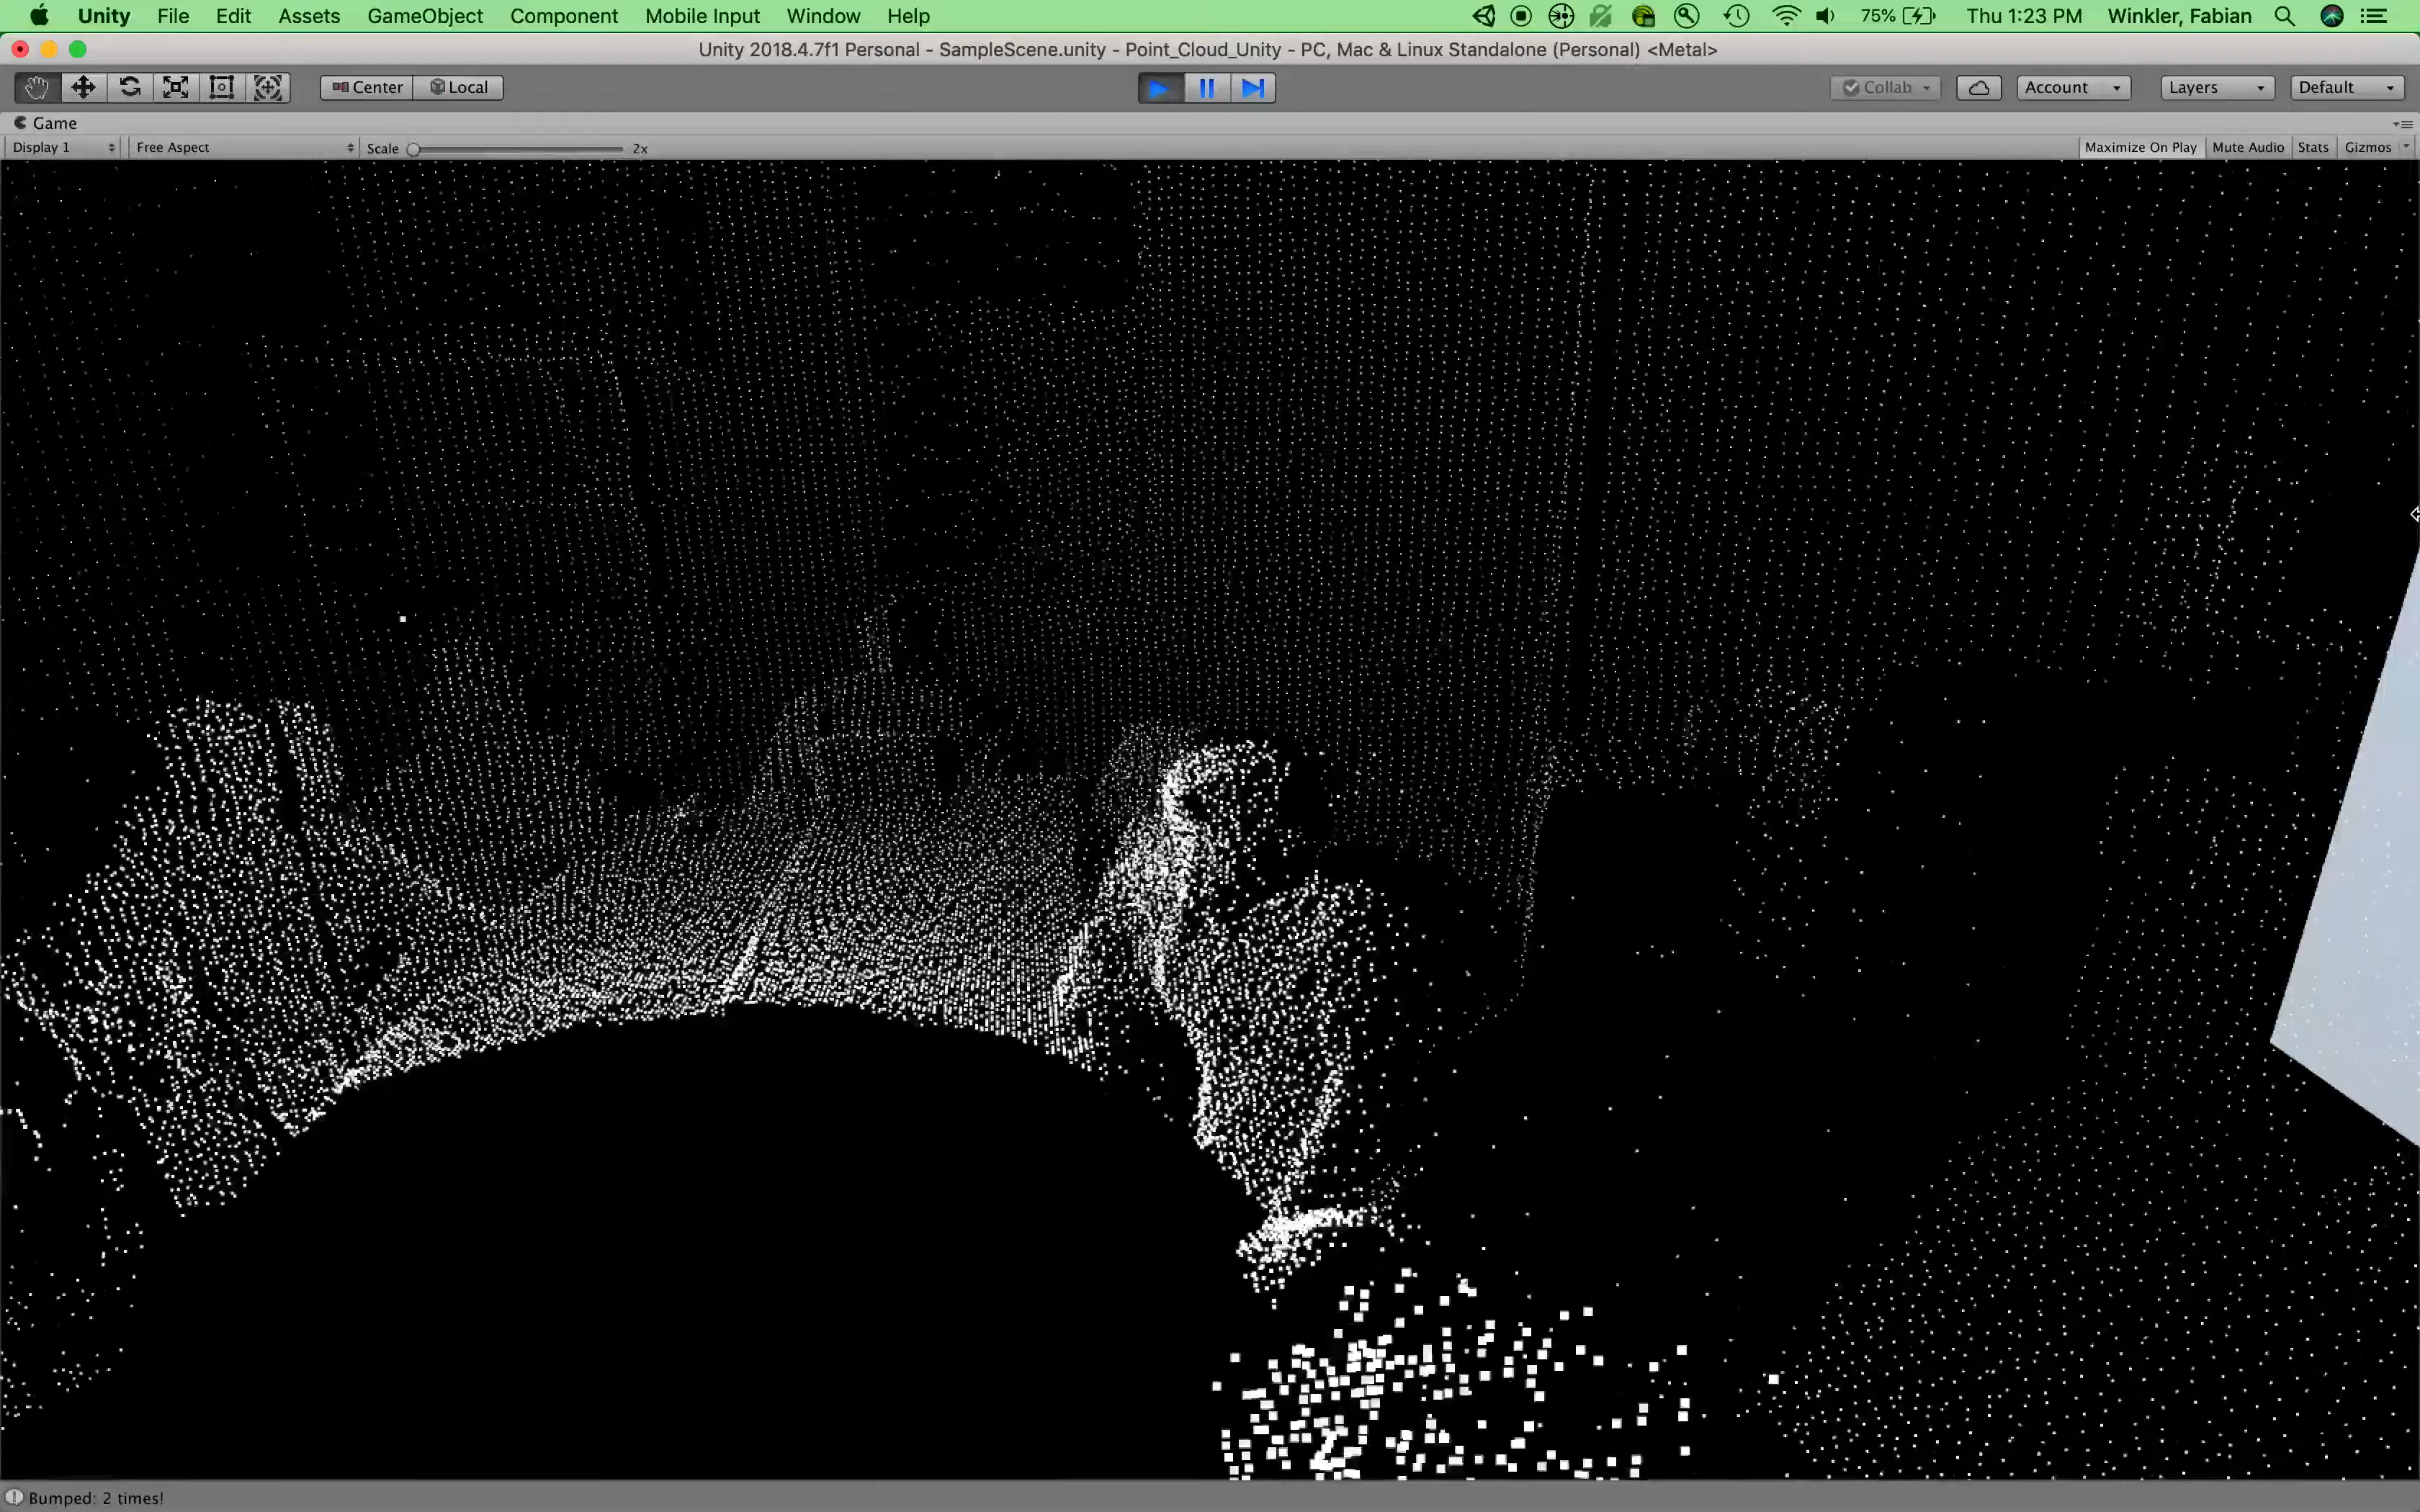 Unity File Edit Assets GameObject Component Mobile Input Window Help 75% Thu 1:23 PM Winkler, Fabian
Unity 2018.4.7f1 Personal - SampleScene.unity - Point_Cloud_Unity - PC, Mac & Linux Standalone (Personal) <Metal>
Center Local Collab Account Layers Default
Game
Display 1 Free Aspect Scale 2x Maximize On Play Mute Audio Stats Gizmos
Bumped: 2 times!